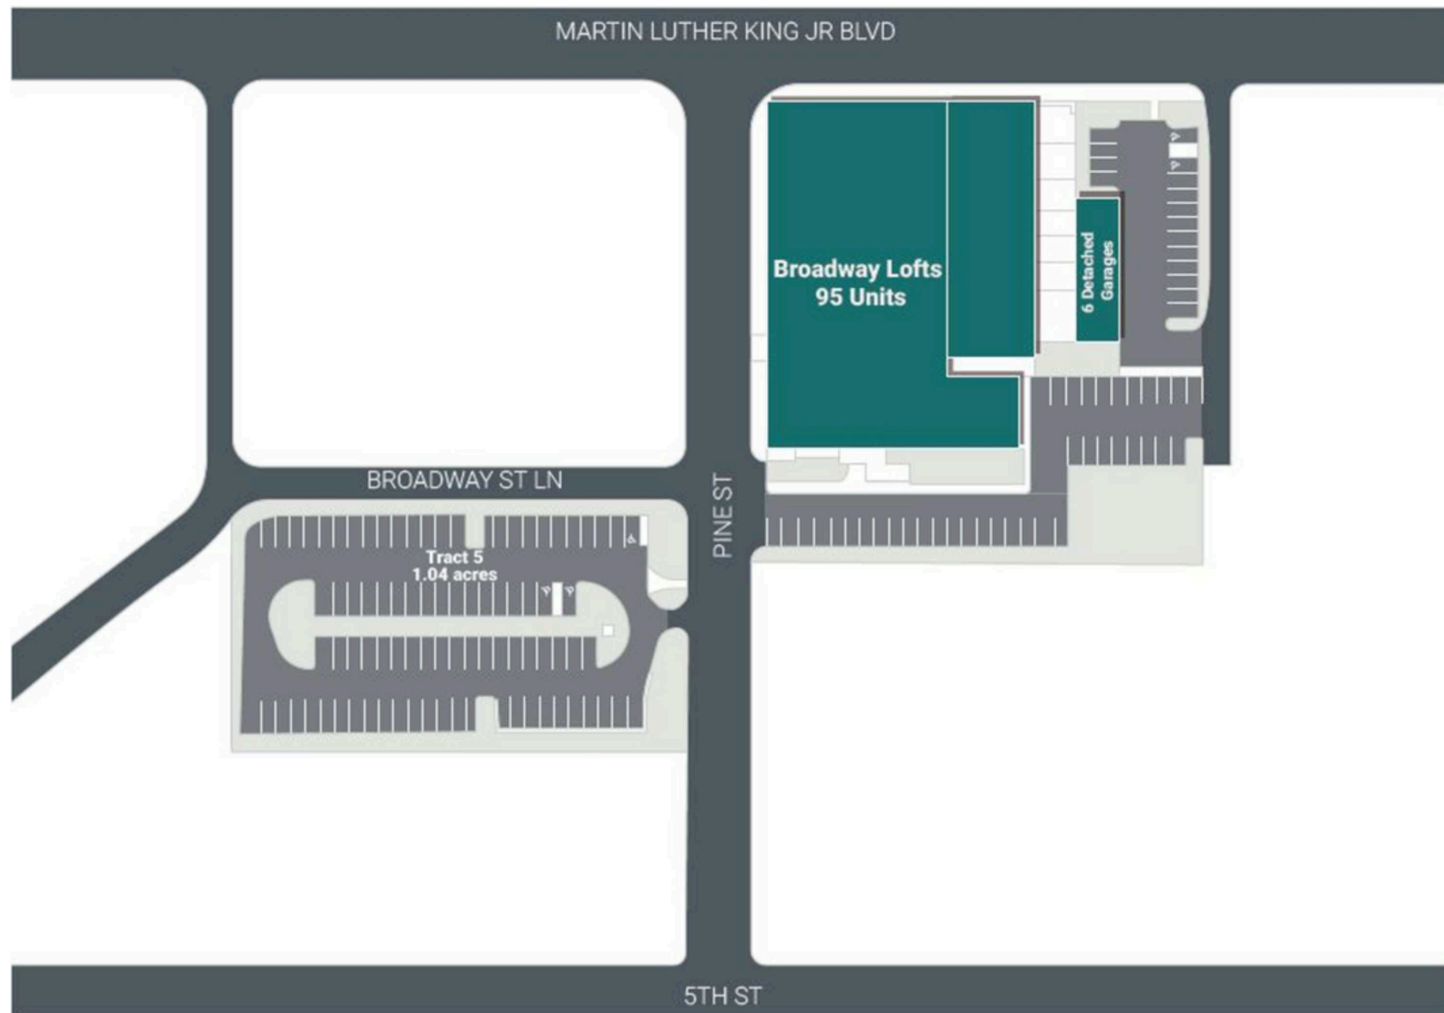 MARTIN LUTHER KING JR BLVD
Broadway Lofts
95 Units
6 Detached
Garages
BROADWAY ST LN
PINE ST
Tract 5
1.04 acres
5TH ST